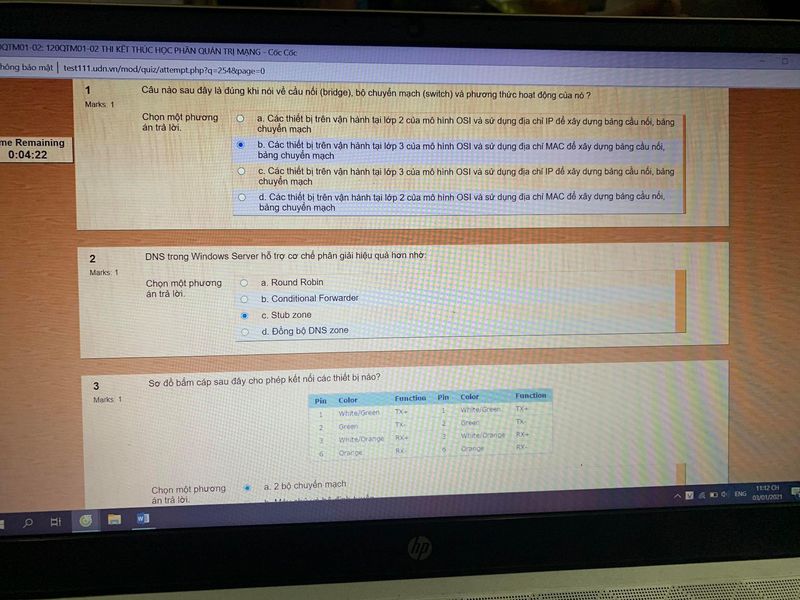 QTM01-02: 120QTM01-02 THI KẾT THÚC HỌC PHẦN QUẢN TRỊ MẠNG - Cốc Cốc
hông bảo mật | test111.udn.vn/mod/quiz/attempt.php?q=254&page=0
me Remaining
0:04:22
1
Marks: 1
Câu nào sau đây là đúng khi nói về cầu nối (bridge), bộ chuyển mạch (switch) và phương thức hoạt động của nó ?
Chọn một phương
án trả lời.
a. Các thiết bị trên vận hành tại lớp 2 của mô hình OSI và sử dụng địa chỉ IP để xây dựng bảng cầu nối, bảng
chuyển mạch
b. Các thiết bị trên vận hành tại lớp 3 của mô hình OSI và sử dụng địa chỉ MAC để xây dựng bảng cầu nối,
bảng chuyển mạch
c. Các thiết bị trên vận hành tại lớp 3 của mô hình OSI và sử dụng địa chỉ IP để xây dựng bảng cầu nối, bảng
chuyển mạch
d. Các thiết bị trên vận hành tại lớp 2 của mô hình OSI và sử dụng địa chỉ MAC để xây dựng bảng cầu nối,
bảng chuyển mạch
2
Marks: 1
DNS trong Windows Server hỗ trợ cơ chế phân giải hiệu quả hơn nhờ:
Chọn một phương
án trả lời.
a. Round Robin
b. Conditional Forwarder
c. Stub zone
d. Đồng bộ DNS zone
3
Marks: 1
Sơ đồ bấm cáp sau đây cho phép kết nối các thiết bị nào?
Pin Color Function Pin Color Function
1 White/Green TX+ 1 White/Green TX+
2 Green TX- 2 Green TX-
3 White/Orange RX+ 3 White/Orange RX+
6 Orange RX- 6 Orange RX-
Chọn một phương
án trả lời.
a. 2 bộ chuyển mạch
ENG
11:12 CH
03/01/2021
hp